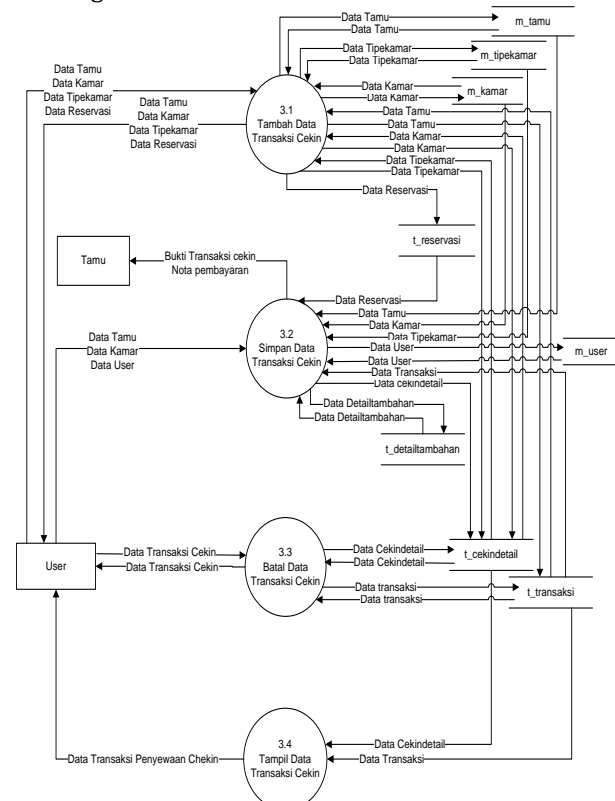 Data Tamu
Data Tamu
m_tamu
Data Tipekamar
Data Tipekamar
m_tipekamar
Data Kamar
Data Kamar
m_kamar
Data Tamu
Data Kamar
Data Tipekamar
Data Reservasi
Data Tamu
Data Kamar
Data Tipekamar
Data Reservasi
3.1
Tambah Data
Transaksi Cekin
Data Tamu
Data Tamu
Data Kamar
Data Kamar
Data Tipekamar
Data Tipekamar
Data Reservasi
t_reservasi
Tamu
Bukti Transaksi cekin
Nota pembayaran
Data Reservasi
Data Tamu
Data Kamar
Data Tipekamar
Data User
Data User
Data Transaksi
Data cekindetail
m_user
3.2
Simpan Data
Transaksi Cekin
Data Tamu
Data Kamar
Data User
Data Detailtambahan
Data Detailtambahan
t_detailtambahan
User
Data Transaksi Cekin
Data Transaksi Cekin
3.3
Batal Data
Transaksi Cekin
Data Cekindetail
Data Cekindetail
t_cekindetail
Data transaksi
Data transaksi
t_transaksi
Data Transaksi Penyewaan Chekin
3.4
Tampil Data
Transaksi Cekin
Data Cekindetail
Data Transaksi